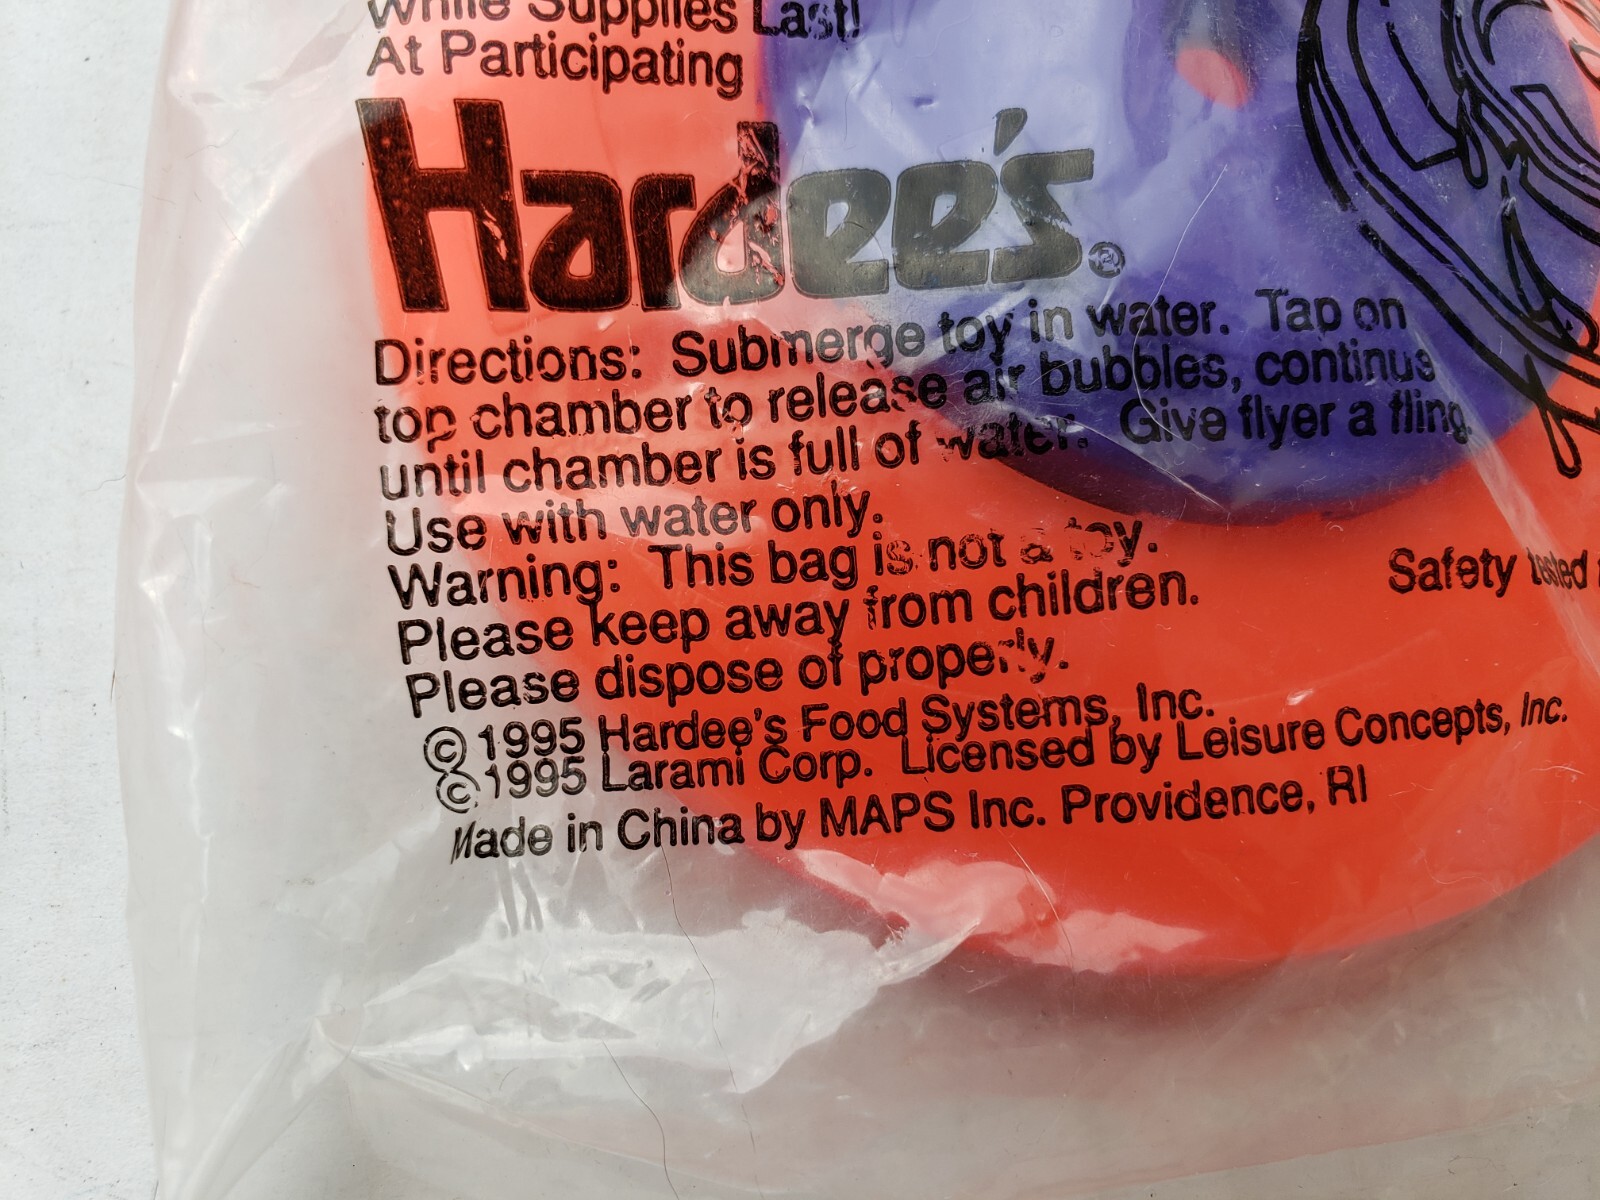 While Supplies Last!
At Participating
Hardee's®
Directions: Submerge toy in water. Tap on
top chamber to release air bubbles, continue
until chamber is full of water. Give flyer a fling.
Use with water only.
Warning: This bag is not a toy.
Please keep away from children.
Please dispose of properly.
Safety tested
© 1995 Hardee's Food Systems, Inc.
© 1995 Larami Corp. Licensed by Leisure Concepts, Inc.
Made in China by MAPS Inc. Providence, RI